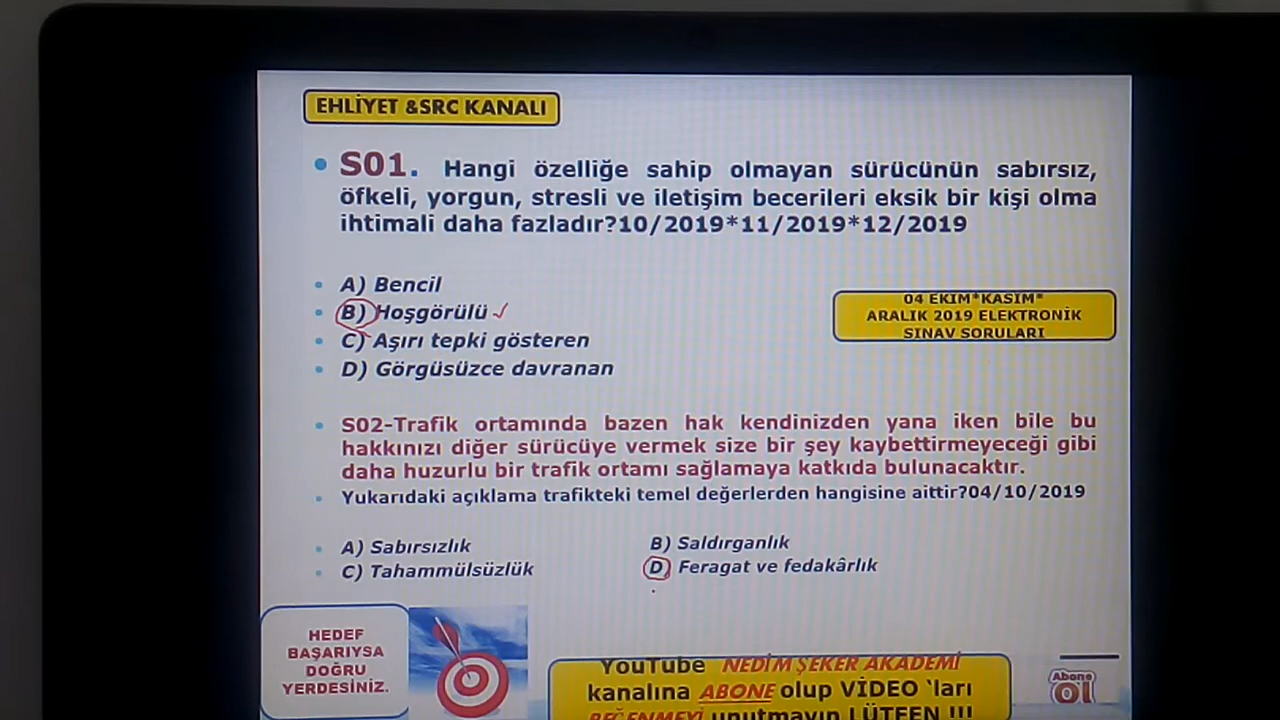 EHLİYET &SRC KANALI
S01. Hangi özelliğe sahip olmayan sürücünün sabırsız,
öfkeli, yorgun, stresli ve iletişim becerileri eksik bir kişi olma
ihtimali daha fazladır?10/2019*11/2019*12/2019
A) Bencil
B) Hoşgörülü
C) Aşırı tepki gösteren
D) Görgüsüzce davranan
04 EKİM*KASIM*
ARALIK 2019 ELEKTRONİK
SINAV SORULARI
S02-Trafik ortamında bazen hak kendinizden yana iken bile bu
hakkınızı diğer sürücüye vermek size bir şey kaybettirmeyeceği gibi
daha huzurlu bir trafik ortamı sağlamaya katkıda bulunacaktır.
Yukarıdaki açıklama trafikteki temel değerlerden hangisine aittir?04/10/2019
A) Sabırsızlık
B) Saldırganlık
C) Tahammülsüzlük
D) Feragat ve fedakârlık
HEDEF
BAŞARIYSA
DOĞRU
YERDESİNİZ.
YouTube NEDİM ŞEKER AKADEMİ
kanalına ABONE olup VİDEO 'ları
BEĞENMEYİ unutmayın LÜTFEN !!!
Abone
Ol